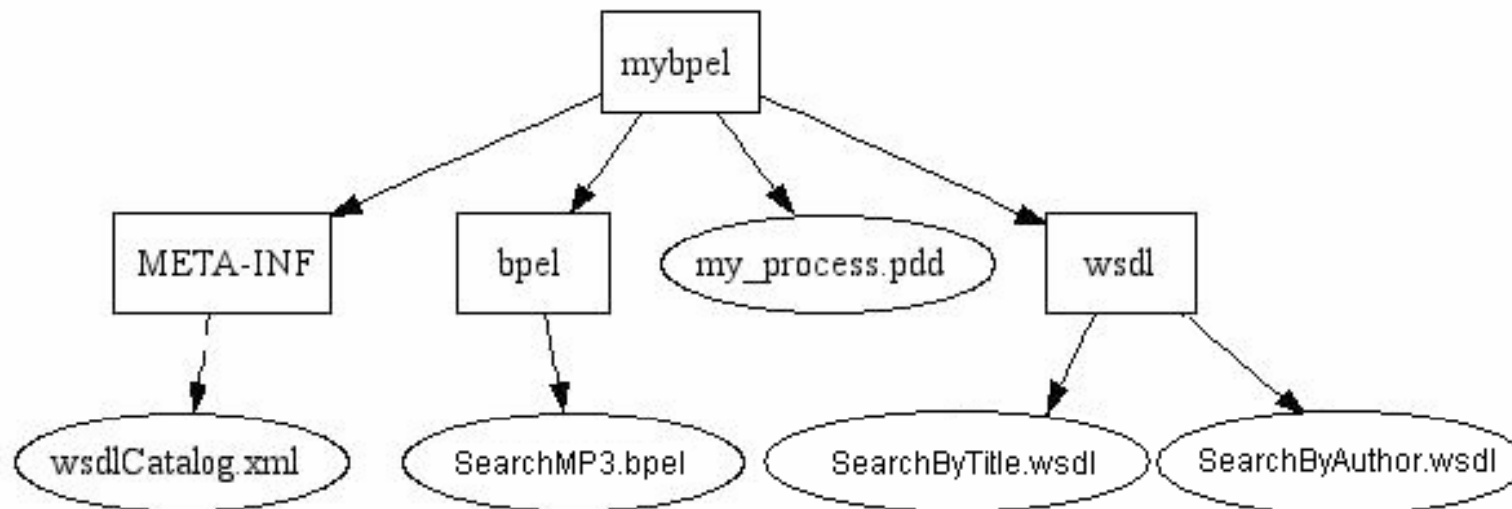 mybpel
META-INF
bpel
my_process.pdd
wsdl
wsdlCatalog.xml
SearchMP3.bpel
SearchByTitle.wsdl
SearchByAuthor.wsdl